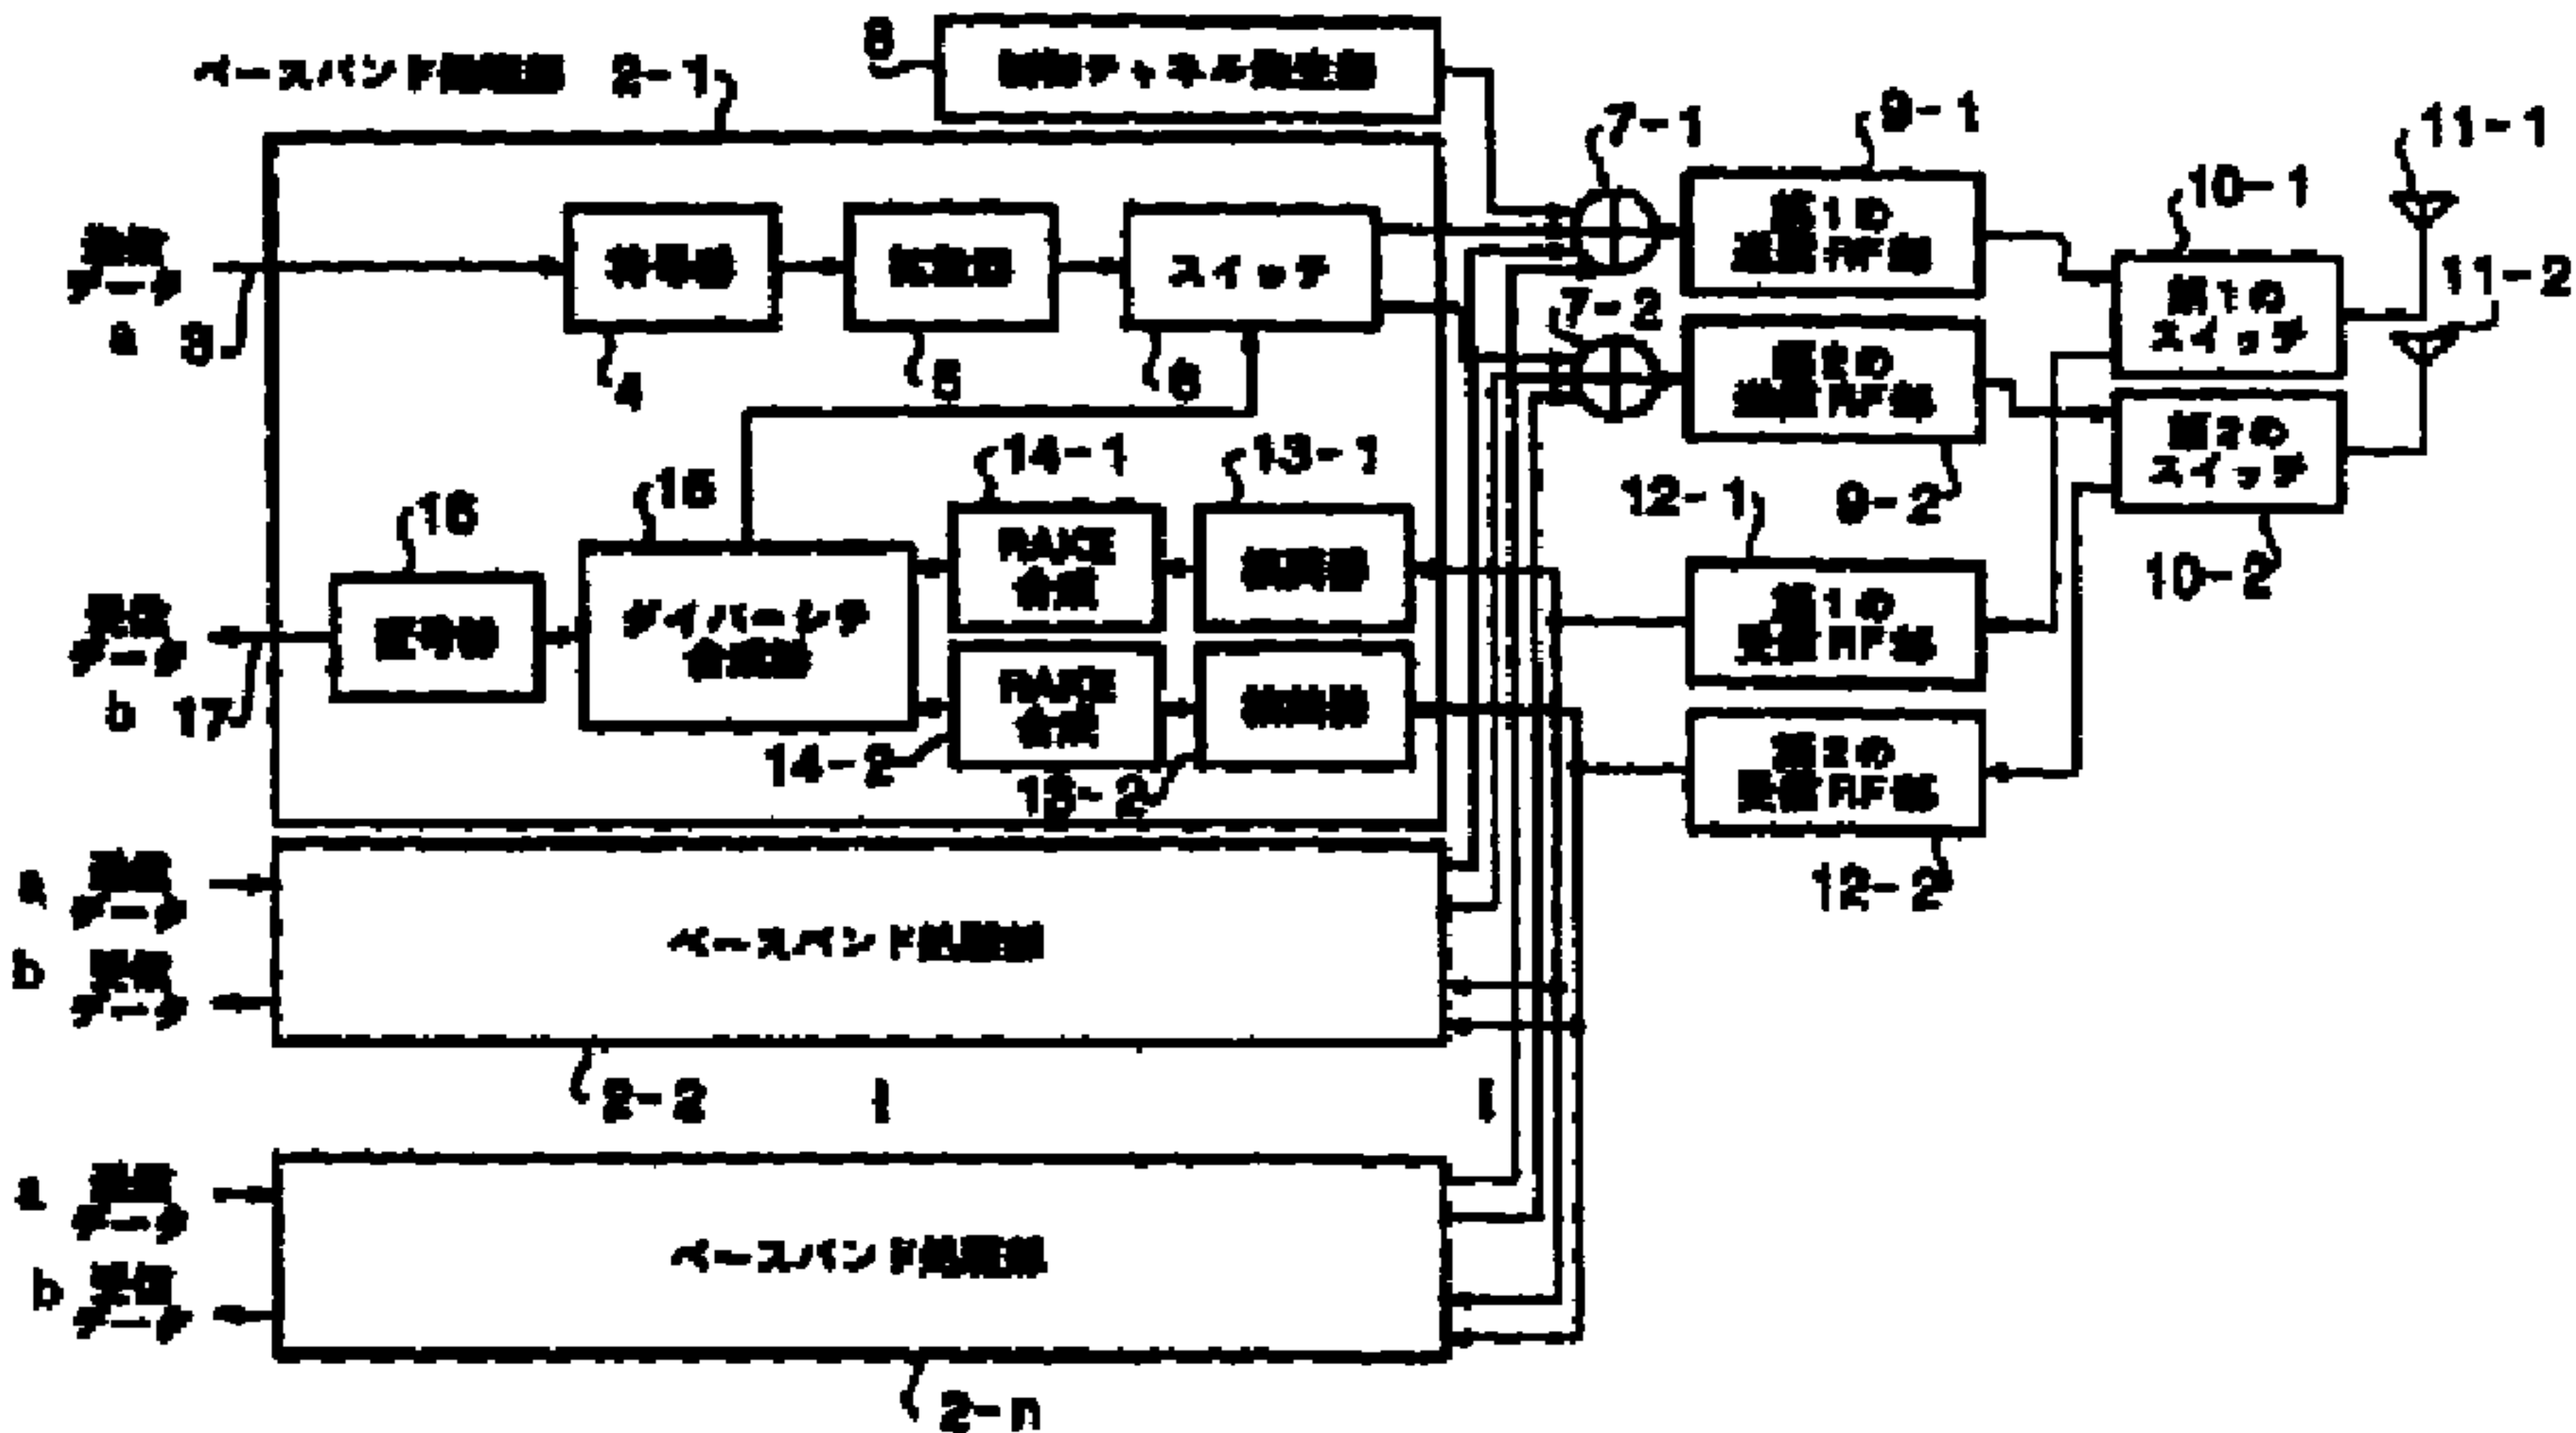 ベースバンド処理部 2-1
8
制御チャネル発生部
7-1
9-1
11-1
10-1
送信
データ
a 3
符号部
スイッチ
4
5
6
第1の
送信RF部
第1の
スイッチ
11-2
7-2
第2の
送信RF部
第2の
スイッチ
9-2
10-2
16
15
14-1
13-1
12-1
受信
データ
b 17
復号部
ダイバーシチ
合成部
RAKE
合成
RAKE
合成
14-2
13-2
第1の
受信RF部
第2の
受信RF部
12-2
a 送信
データ
b 受信
データ
ベースバンド処理部
2-2
a 送信
データ
b 受信
データ
ベースバンド処理部
2-n